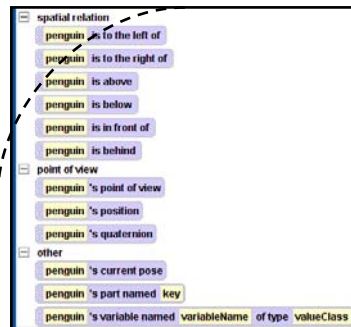 spatial relation
penguin is to the left of
penguin is to the right of
penguin is above
penguin is below
penguin is in front of
penguin is behind
point of view
penguin 's point of view
penguin 's position
penguin 's quaternion
other
penguin 's current pose
penguin 's part named key
penguin 's variable named variableName of type valueClass